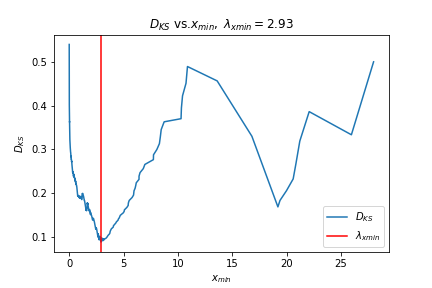 D_KS vs.x_min, λ_xmin = 2.93
D_KS
0.5
0.4
0.3
0.2
0.1
0
5
10
15
20
25
x_min
D_KS
λ_xmin